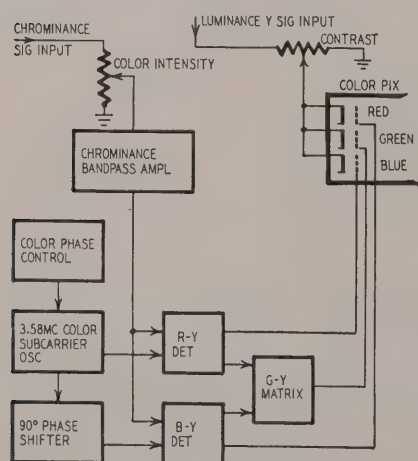 CHROMINANCE
SIG INPUT
COLOR INTENSITY
LUMINANCE Y SIG INPUT
CONTRAST
COLOR PIX
RED
GREEN
BLUE
CHROMINANCE
BANDPASS AMPL
COLOR PHASE
CONTROL
3.58MC COLOR
SUBCARRIER
OSC
R-Y
DET
G-Y
MATRIX
90° PHASE
SHIFTER
B-Y
DET